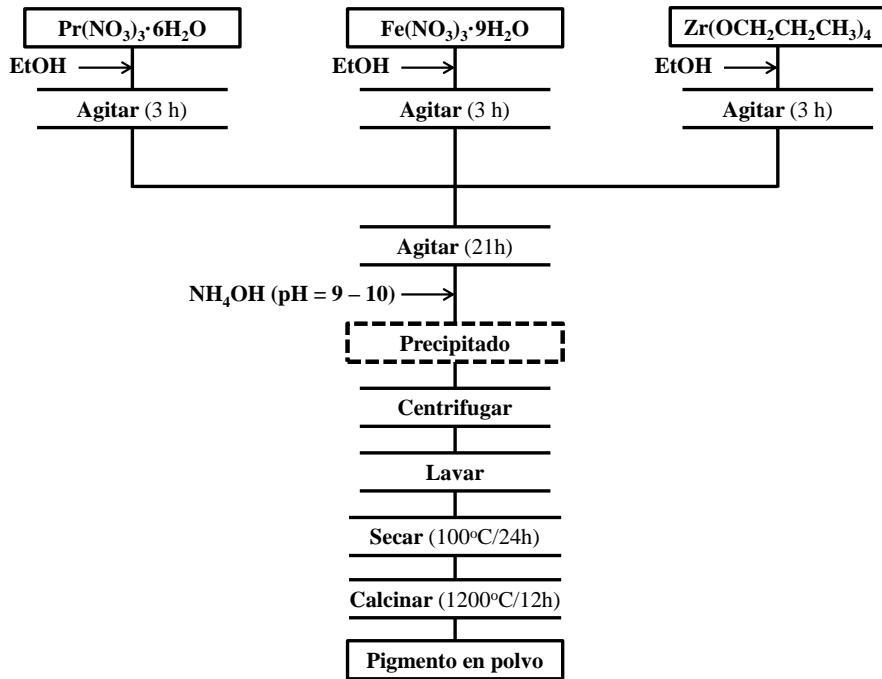 Pr(NO₃)₃·6H₂O
Fe(NO₃)₃·9H₂O
Zr(OCH₂CH₂CH₃)₄
EtOH
EtOH
EtOH
Agitar (3 h)
Agitar (3 h)
Agitar (3 h)
Agitar (21h)
NH₄OH (pH = 9 – 10)
Precipitado
Centrifugar
Lavar
Secar (100ºC/24h)
Calcinar (1200ºC/12h)
Pigmento en polvo